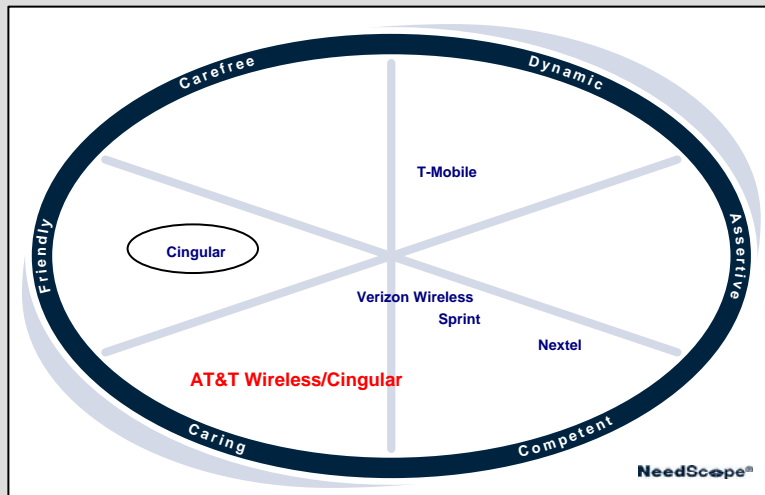 Carefree
Dynamic
T-Mobile
Friendly
Cingular
Assertive
Verizon Wireless
Sprint
Nextel
AT&T Wireless/Cingular
Caring
Competent
NeedScope®